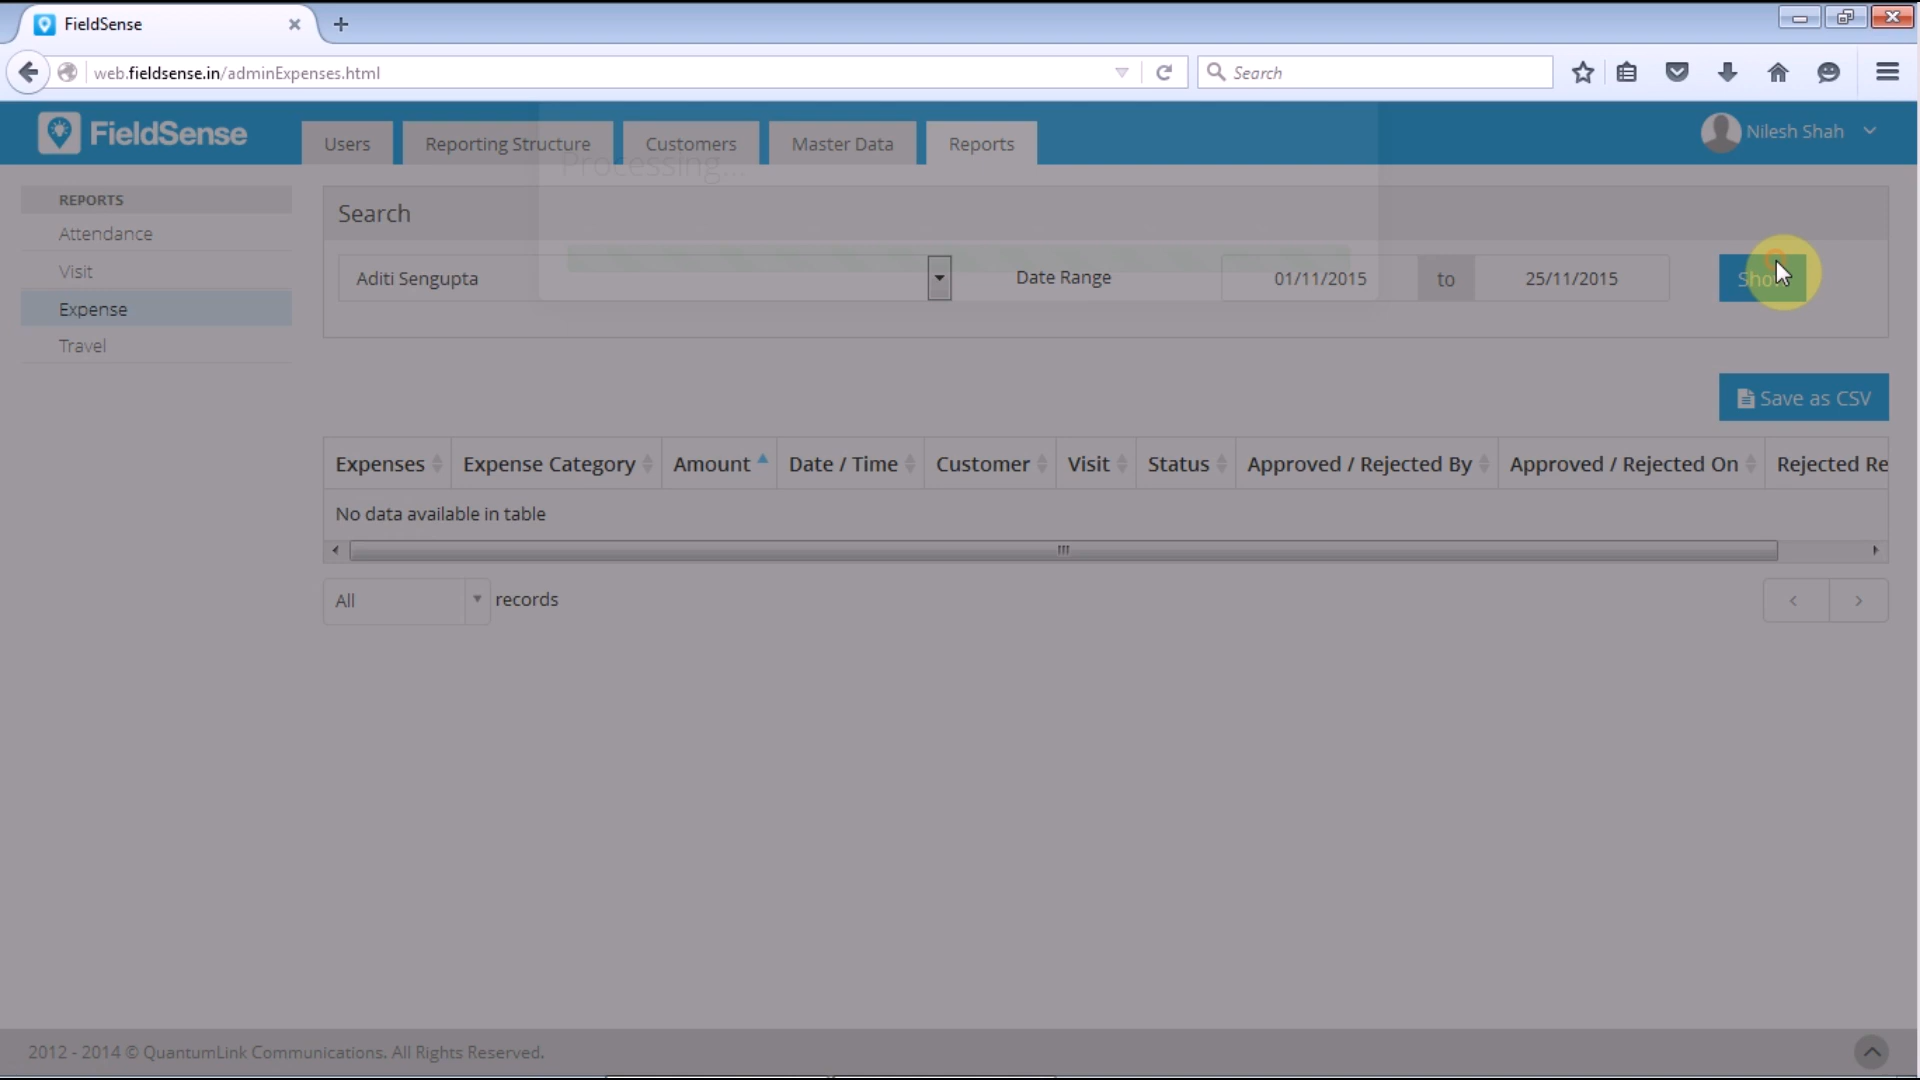 FieldSense
web.fieldsense.in/adminExpenses.html
Search
FieldSense
Users
Reporting Structure
Customers
Master Data
Reports
Nilesh Shah
Processing...
REPORTS
Attendance
Visit
Expense
Travel
Search
Aditi Sengupta
Date Range
01/11/2015
to
25/11/2015
Show
Save as CSV
Expenses Expense Category Amount Date / Time Customer Visit Status Approved / Rejected By Approved / Rejected On Rejected Re
No data available in table
All
records
2012 - 2014 © QuantumLink Communications. All Rights Reserved.